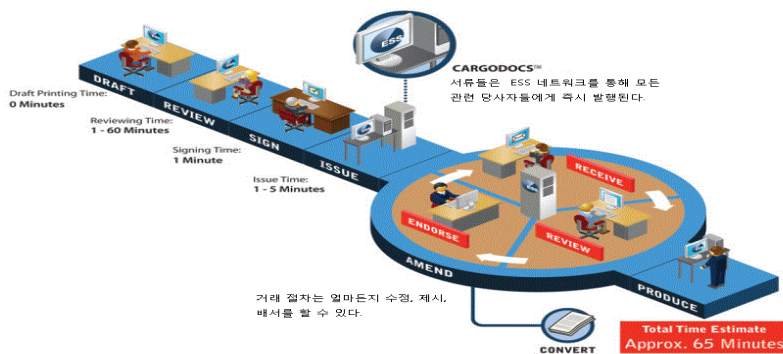 ESS
CARGODOCS™
서류들은 ESS 네트워크를 통해 모든
관련 당사자들에게 즉시 발행된다.
DRAFT
REVIEW
SIGN
ISSUE
Draft Printing Time:
0 Minutes
Reviewing Time:
1 - 60 Minutes
Signing Time:
1 Minute
Issue Time:
1 - 5 Minutes
RECEIVE
REVIEW
ENDORSE
AMEND
PRODUCE
거래 절차는 얼마든지 수정, 제시,
배서를 할 수 있다.
CONVERT
Total Time Estimate
Approx. 65 Minutes